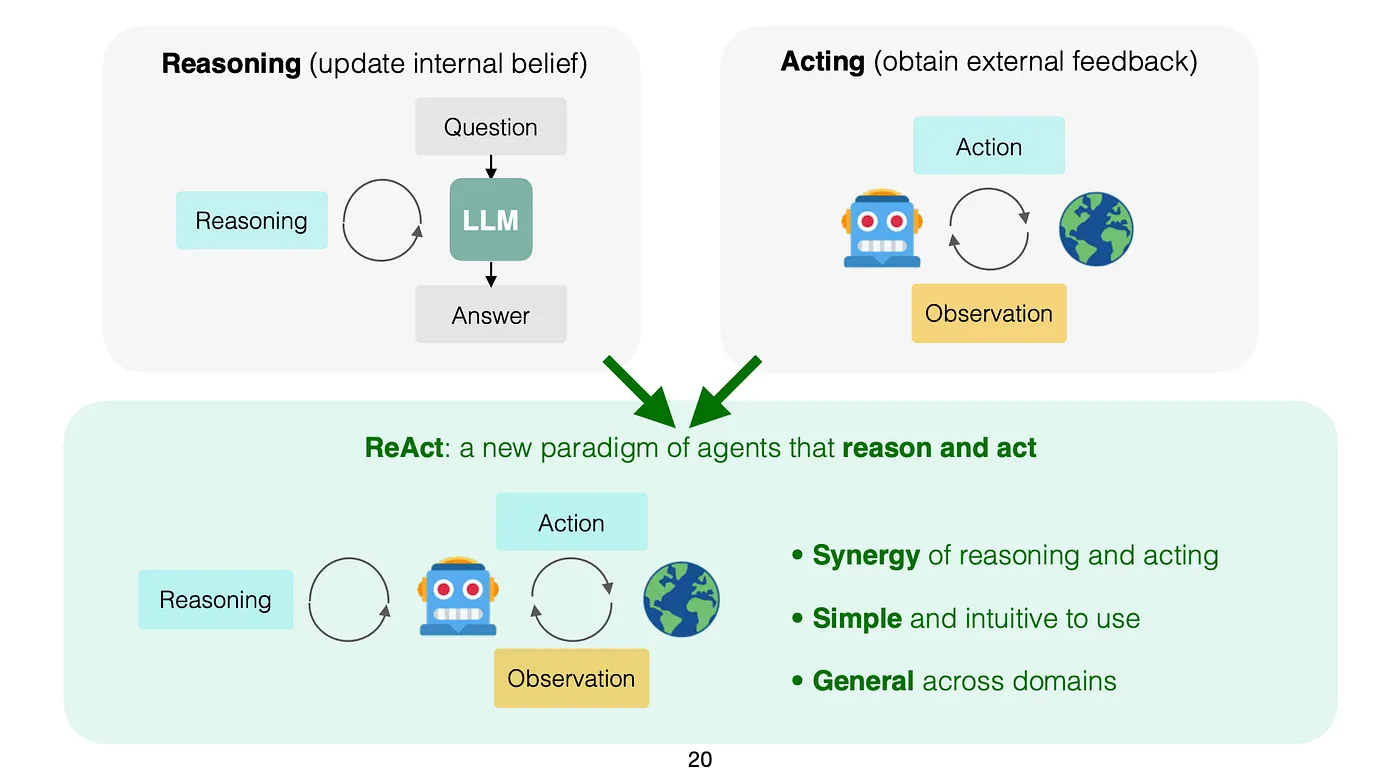 Reasoning (update internal belief)
Question
Reasoning
LLM
Answer
Acting (obtain external feedback)
Action
Observation
ReAct: a new paradigm of agents that reason and act
Action
Reasoning
Observation
• Synergy of reasoning and acting
• Simple and intuitive to use
• General across domains
20